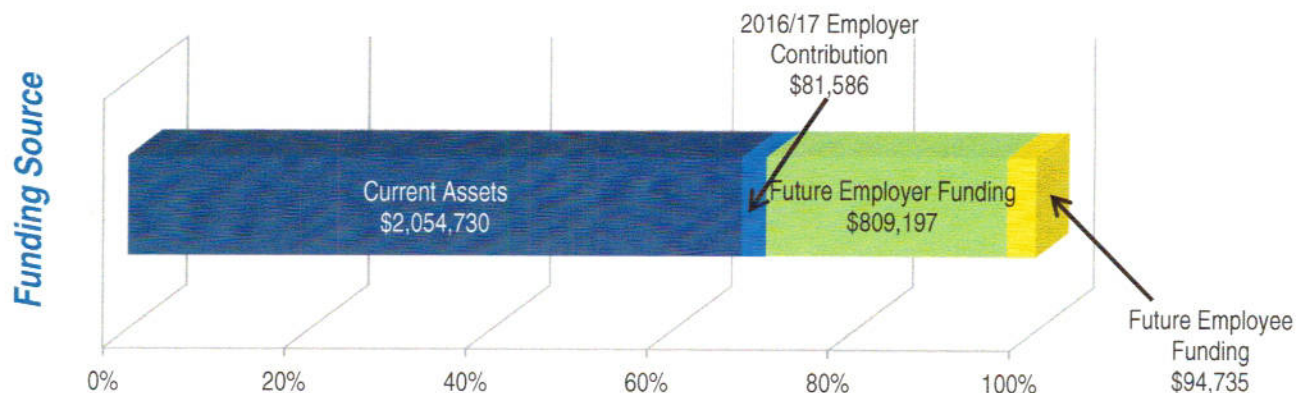 2016/17 Employer
Contribution
$81,586
Funding Source
Current Assets
$2,054,730
Future Employer Funding
$809,197
Future Employee
Funding
$94,735
0%
20%
40%
60%
80%
100%